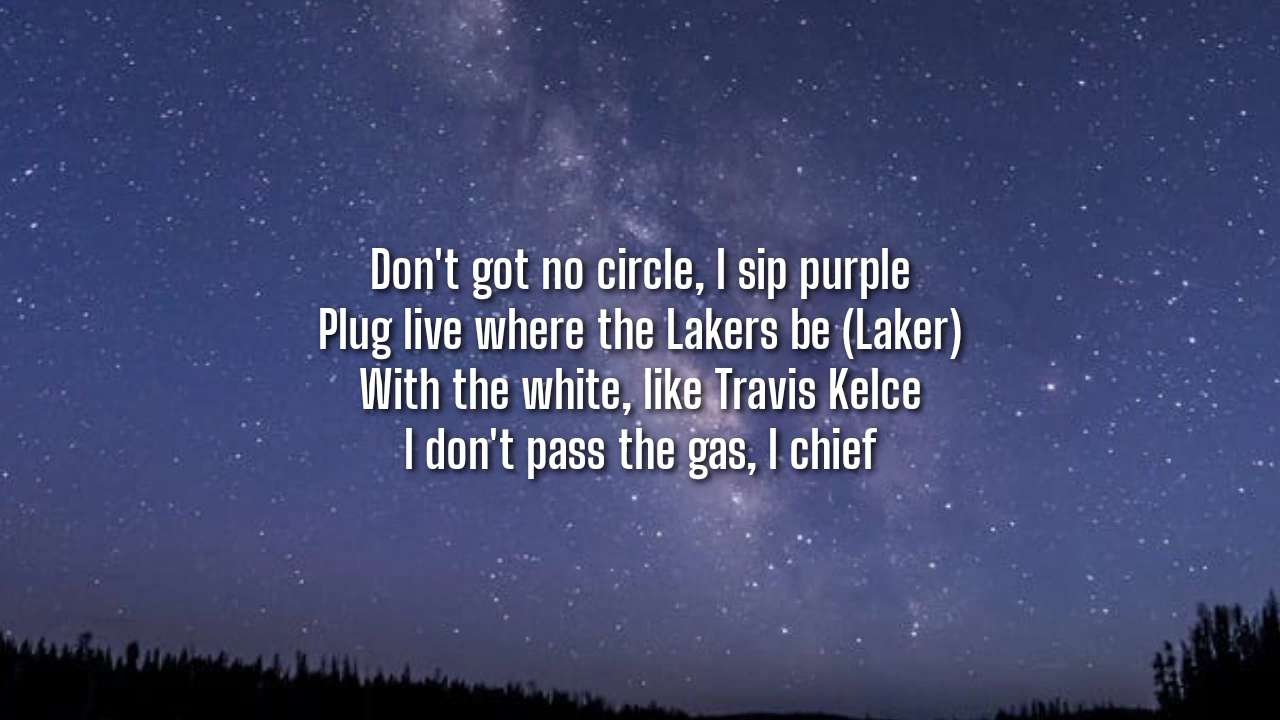 Don't got no circle, I sip purple
Plug live where the Lakers be (Laker)
With the white, like Travis Kelce
I don't pass the gas, I chief